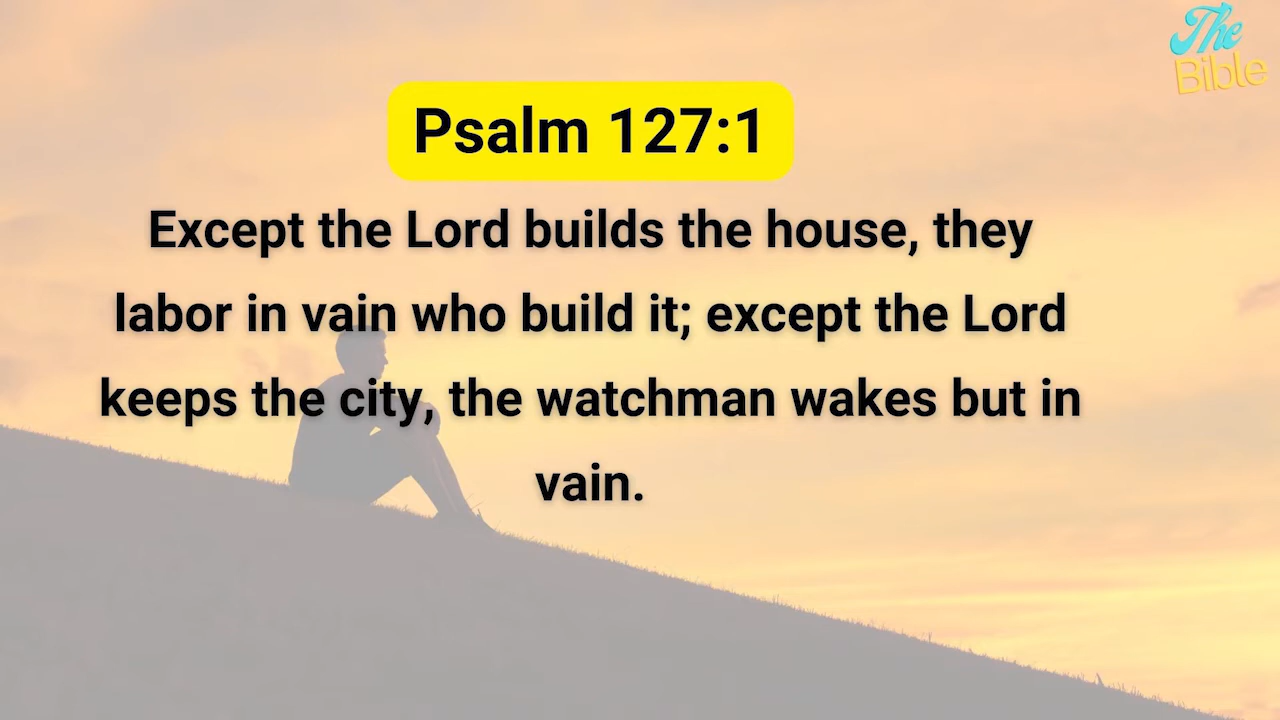 The
Bible
Psalm 127:1
Except the Lord builds the house, they
labor in vain who build it; except the Lord
keeps the city, the watchman wakes but in
vain.